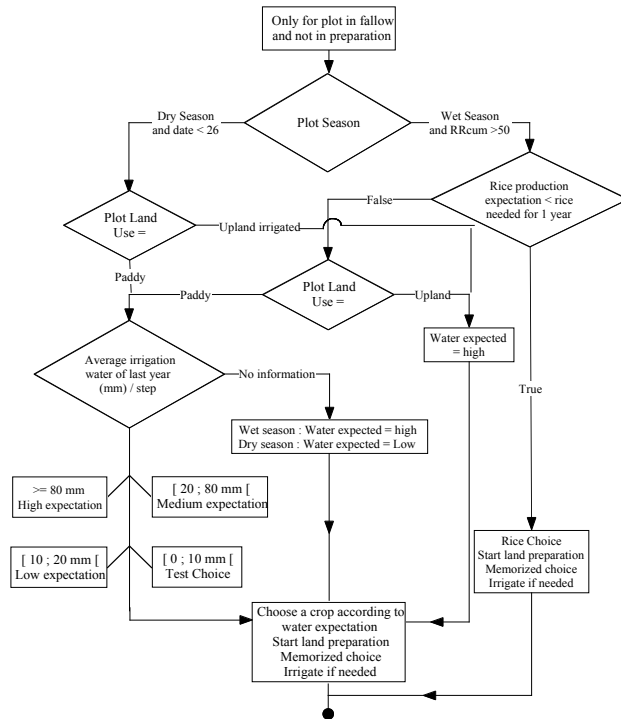 Only for plot in fallow
and not in preparation
Dry Season
and date < 26
Plot Season
Wet Season
and RRcum >50
Rice production
expectation < rice
needed for 1 year
False
Plot Land
Use =
Upland irrigated
Paddy
Paddy
Plot Land
Use =
Upland
Water expected
= high
Average irrigation
water of last year
(mm) / step
No information
True
Wet season : Water expected = high
Dry season : Water expected = Low
>= 80 mm
High expectation
[ 20 ; 80 mm [
Medium expectation
[ 10 ; 20 mm [
Low expectation
[ 0 ; 10 mm [
Test Choice
Rice Choice
Start land preparation
Memorized choice
Irrigate if needed
Choose a crop according to
water expectation
Start land preparation
Memorized choice
Irrigate if needed